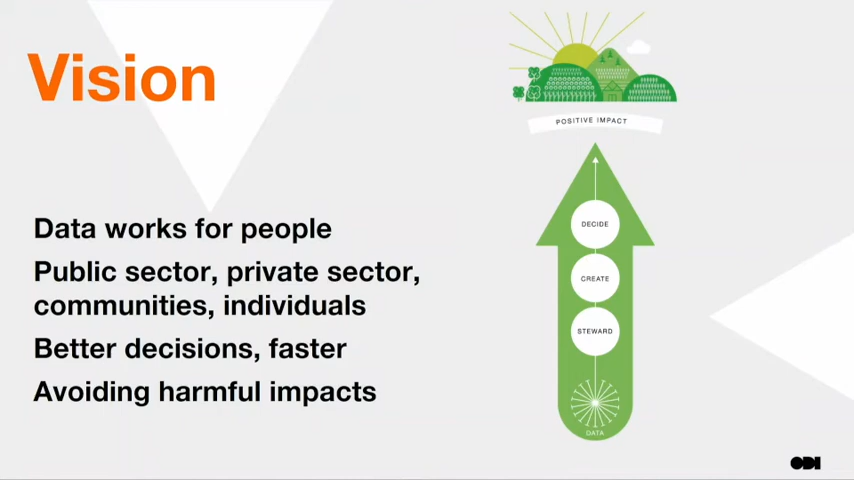 Vision
Data works for people
Public sector, private sector,
communities, individuals
Better decisions, faster
Avoiding harmful impacts
POSITIVE IMPACT
DECIDE
CREATE
STEWARD
DATA
ODI